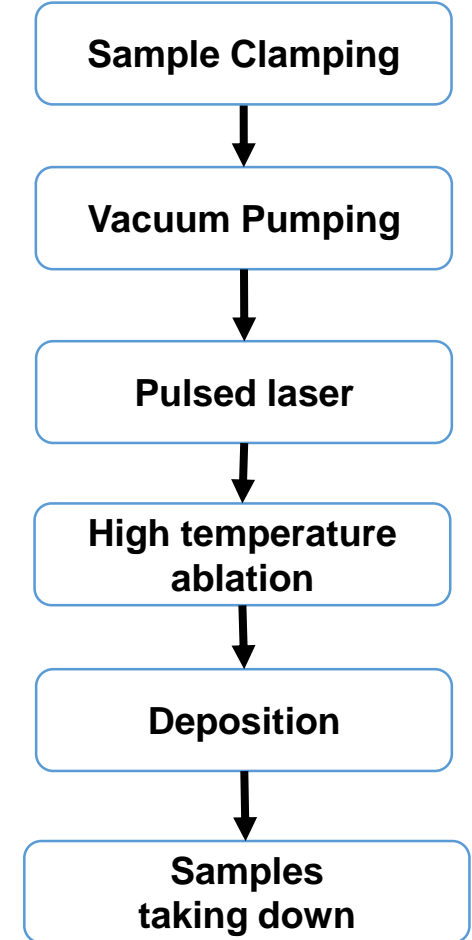 Sample Clamping
Vacuum Pumping
Pulsed laser
High temperature
ablation
Deposition
Samples
taking down